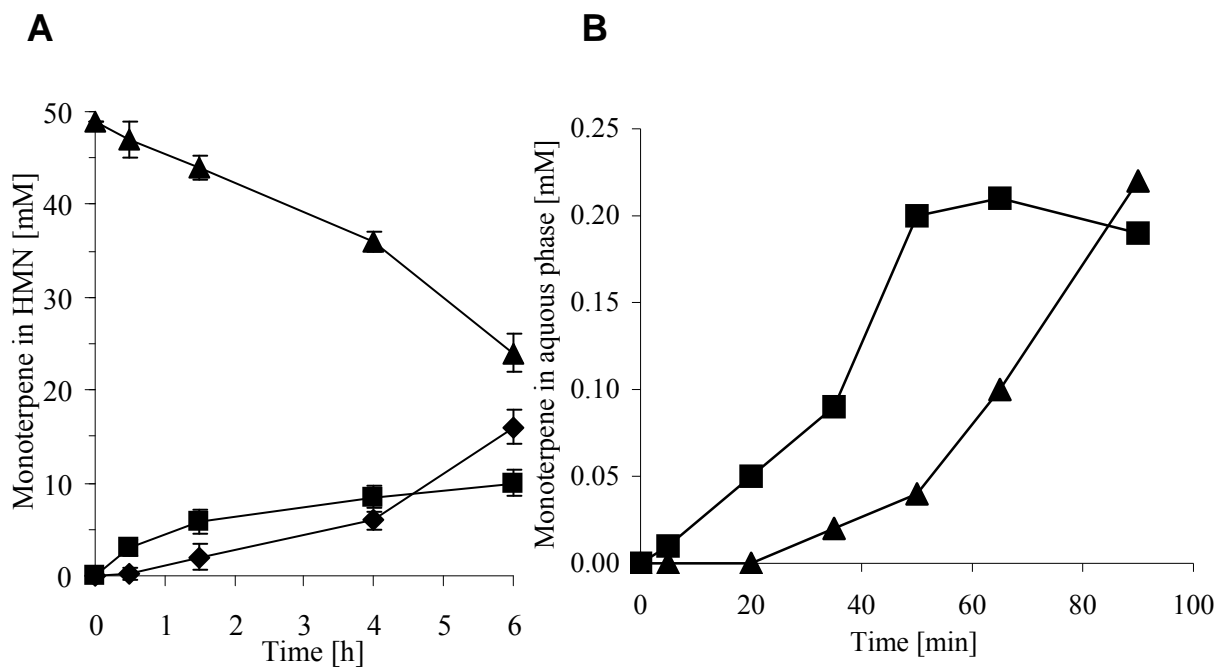 A
Monoterpene in HMN [mM]
50
40
30
20
10
0
0 1 2 3 4 5 6
Time [h]
B
Monoterpene in aquous phase [mM]
0.25
0.20
0.15
0.10
0.05
0.00
0 20 40 60 80 100
Time [min]